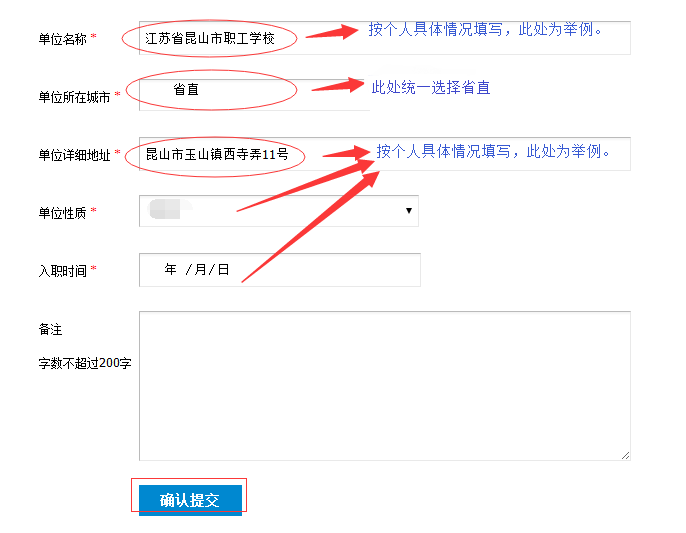 单位名称 * 江苏省昆山市职工学校 按个人具体情况填写，此处为举例。
单位所在城市 * 省直 此处统一选择省直
单位详细地址 * 昆山市玉山镇西寺弄11号 按个人具体情况填写，此处为举例。
单位性质 *
入职时间 * 年 /月/日
备注
字数不超过200字
确认提交